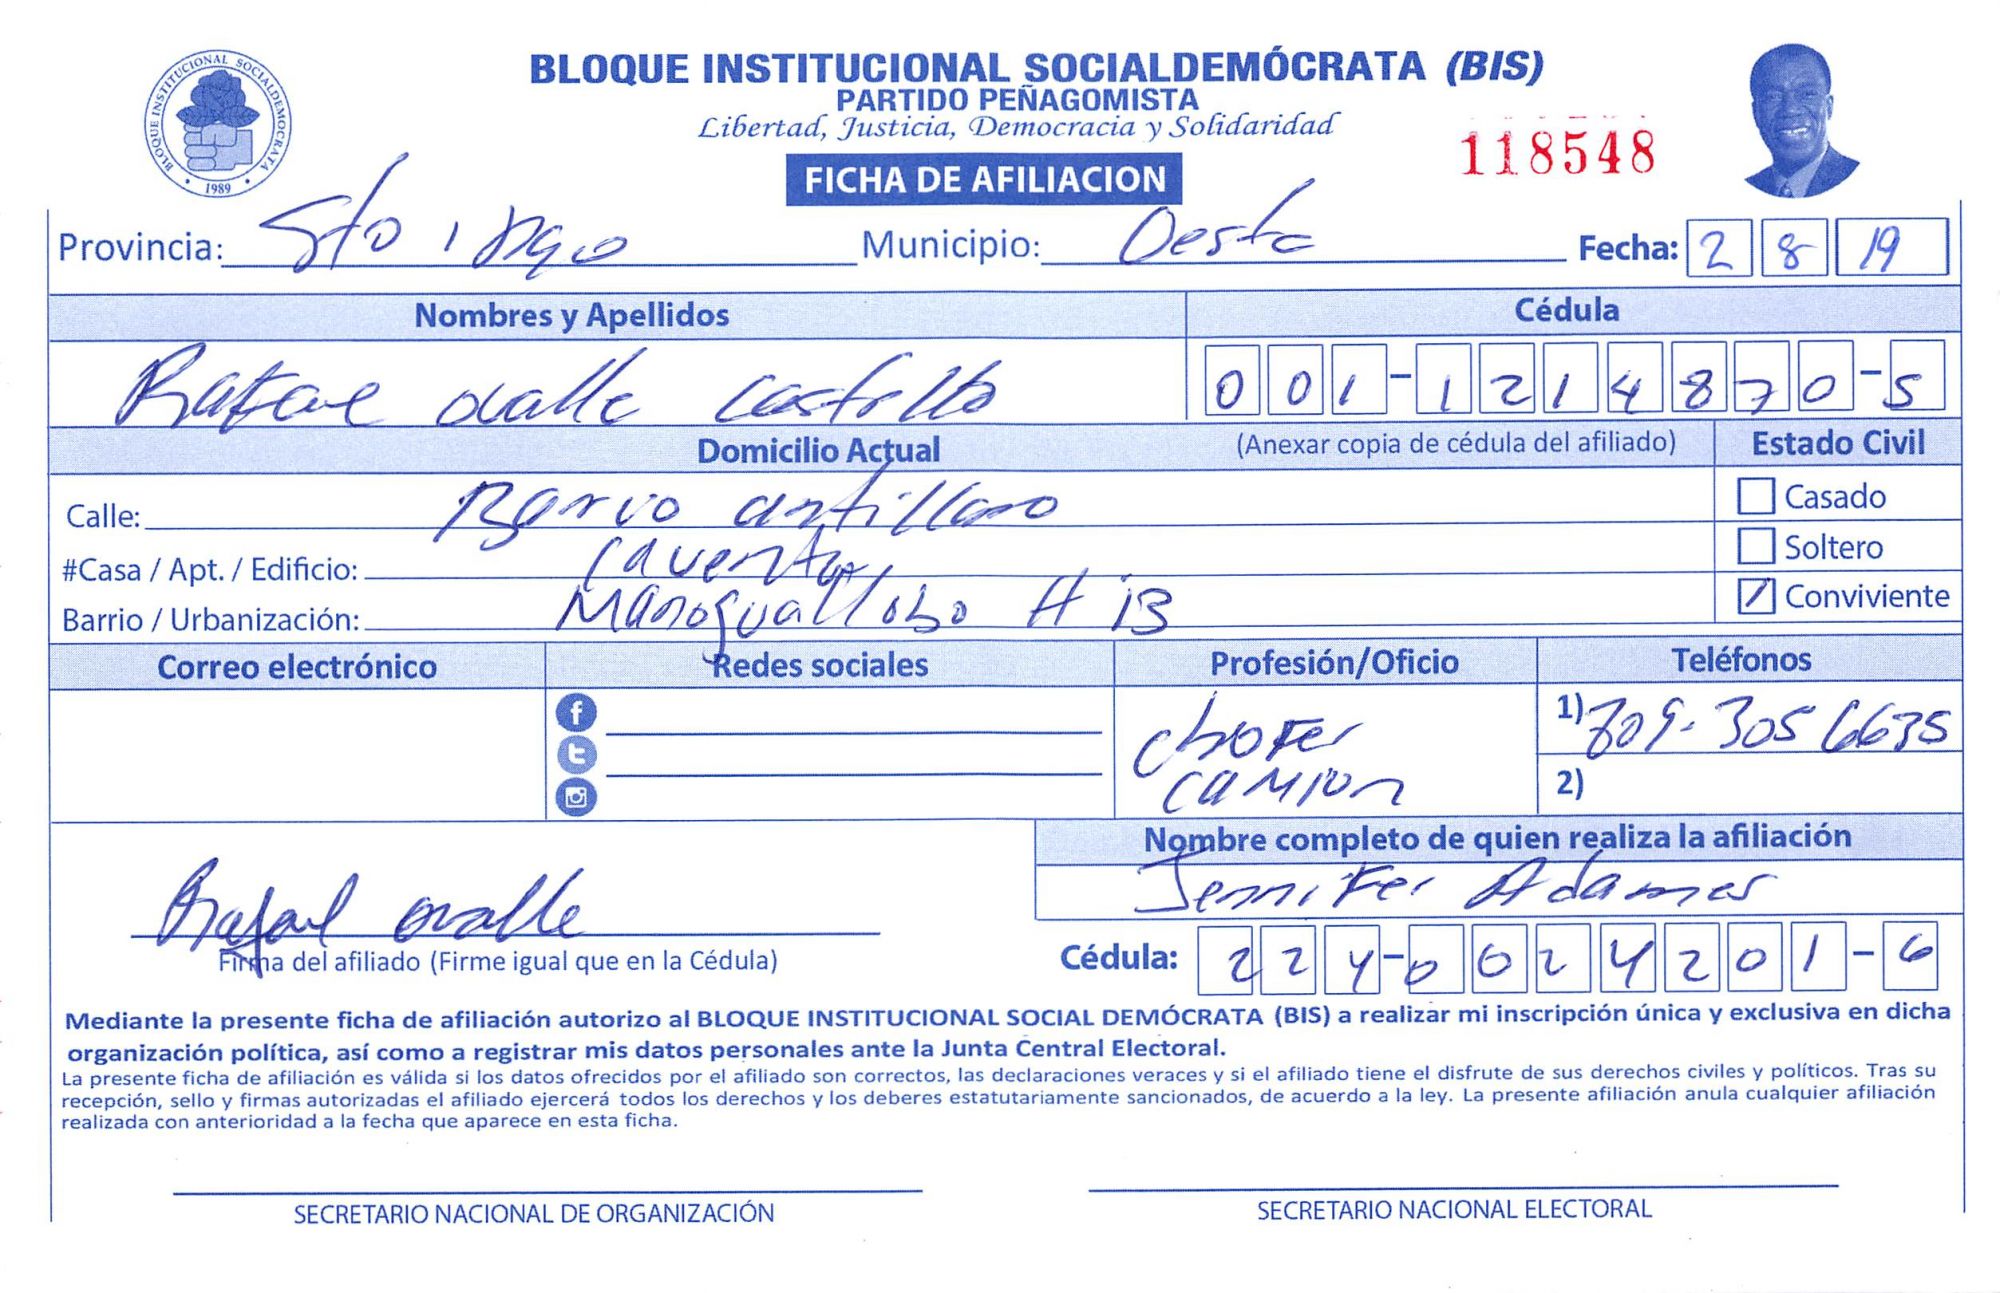 BLOQUE INSTITUCIONAL SOCIALDEMÓCRATA (BIS)
PARTIDO PEÑAGOMISTA
Libertad, Justicia, Democracia y Solidaridad
BLOQUE INSTITUCIONAL SOCIALDEMOCRATA
1989
118548
FICHA DE AFILIACION
Provincia: Sto, Dgo Municipio: Oeste Fecha: 2 8 19
Nombres y Apellidos Cédula
Rafael ovalle castillo 001-1214870-5
Domicilio Actual (Anexar copia de cédula del afiliado) Estado Civil
Calle: antillano Casado
#Casa / Apt. / Edificio: Soltero
Barrio / Urbanización: Manoguallobo # 13 Conviviente
Correo electrónico Redes sociales Profesión/Oficio Teléfonos
chofer 1) 809-305 6635
camion 2)
Nombre completo de quien realiza la afiliación
Jennifer Adames
Rafael ovalle
Firma del afiliado (Firme igual que en la Cédula) Cédula: 224-0024201-6
Mediante la presente ficha de afiliación autorizo al BLOQUE INSTITUCIONAL SOCIAL DEMÓCRATA (BIS) a realizar mi inscripción única y exclusiva en dicha
organización política, así como a registrar mis datos personales ante la Junta Central Electoral.
La presente ficha de afiliación es válida si los datos ofrecidos por el afiliado son correctos, las declaraciones veraces y si el afiliado tiene el disfrute de sus derechos civiles y políticos. Tras su
recepción, sello y firmas autorizadas el afiliado ejercerá todos los derechos y los deberes estatutariamente sancionados, de acuerdo a la ley. La presente afiliación anula cualquier afiliación
realizada con anterioridad a la fecha que aparece en esta ficha.
SECRETARIO NACIONAL DE ORGANIZACIÓN SECRETARIO NACIONAL ELECTORAL